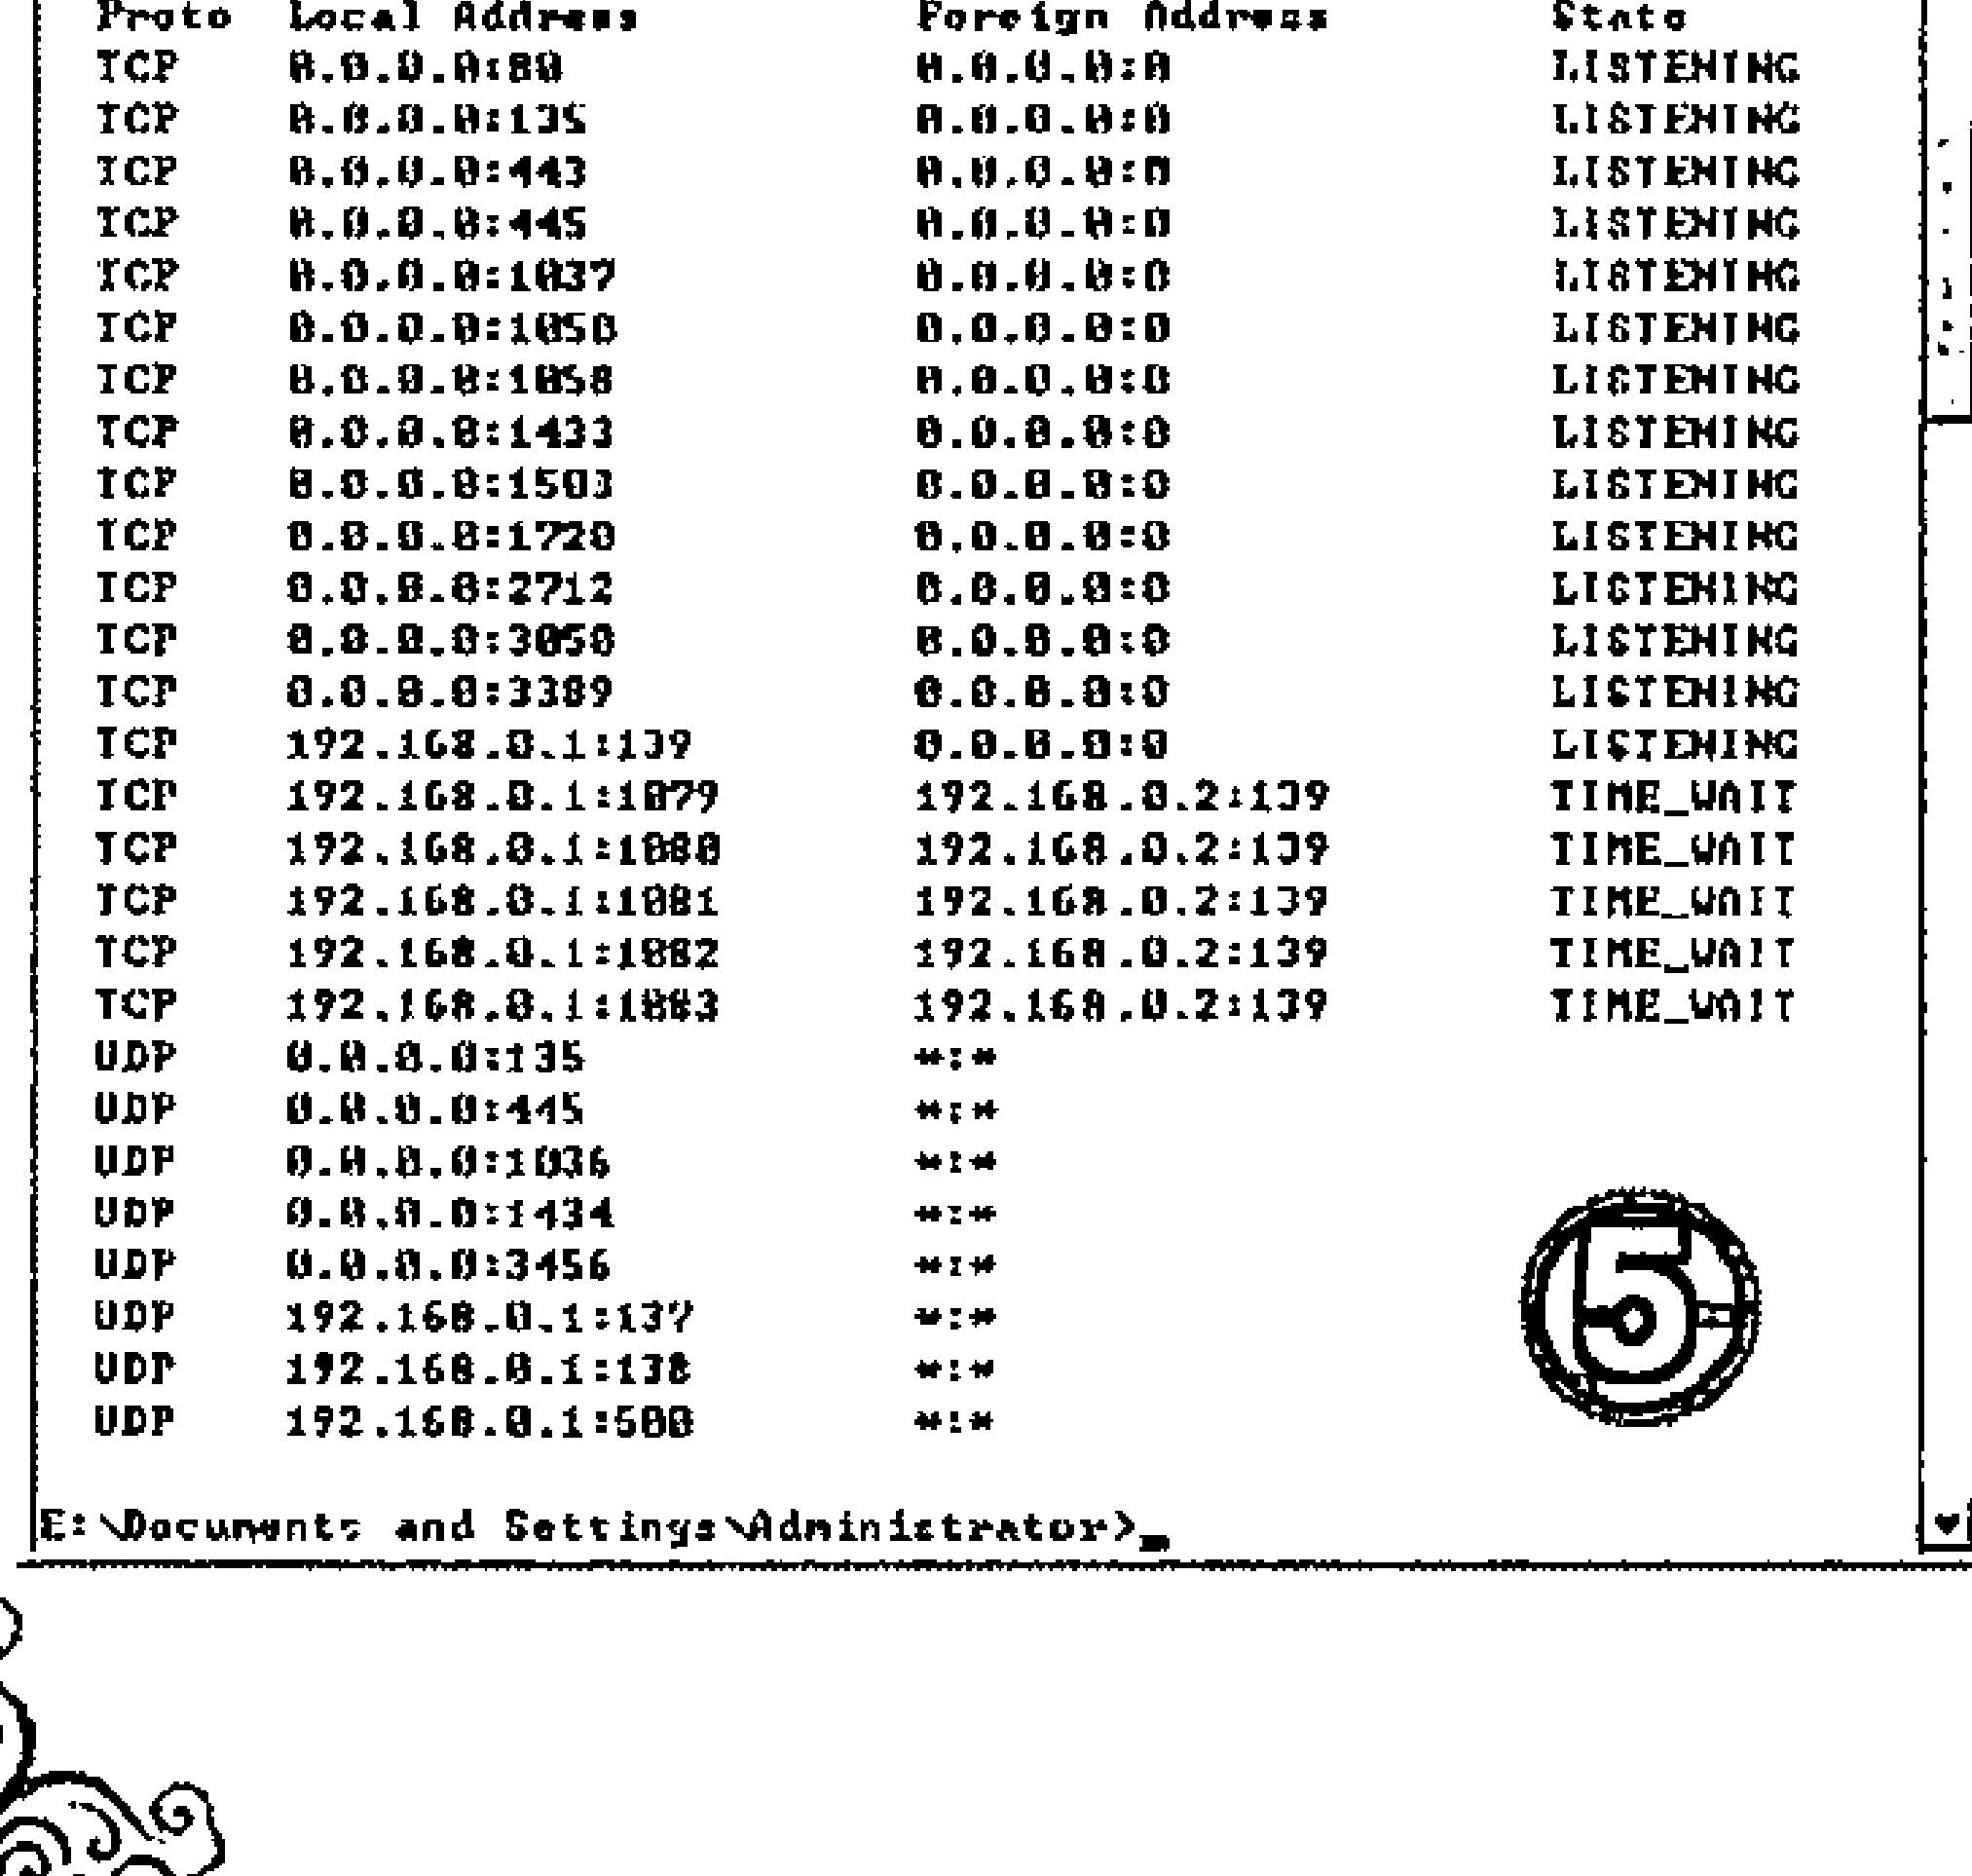 Proto Local Address Foreign Address State
TCP 0.0.0.0:80 0.0.0.0:0 LISTENING
TCP 0.0.0.0:135 0.0.0.0:0 LISTENING
TCP 0.0.0.0:443 0.0.0.0:0 LISTENING
TCP 0.0.0.0:445 0.0.0.0:0 LISTENING
TCP 0.0.0.0:1037 0.0.0.0:0 LISTENING
TCP 0.0.0.0:1050 0.0.0.0:0 LISTENING
TCP 0.0.0.0:1058 0.0.0.0:0 LISTENING
TCP 0.0.0.0:1433 0.0.0.0:0 LISTENING
TCP 0.0.0.0:1503 0.0.0.0:0 LISTENING
TCP 0.0.0.0:1720 0.0.0.0:0 LISTENING
TCP 0.0.0.0:2712 0.0.0.0:0 LISTENING
TCP 0.0.0.0:3050 0.0.0.0:0 LISTENING
TCP 0.0.0.0:3389 0.0.0.0:0 LISTENING
TCP 192.168.0.1:139 0.0.0.0:0 LISTENING
TCP 192.168.0.1:1079 192.168.0.2:139 TIME_WAIT
TCP 192.168.0.1:1080 192.168.0.2:139 TIME_WAIT
TCP 192.168.0.1:1081 192.168.0.2:139 TIME_WAIT
TCP 192.168.0.1:1082 192.168.0.2:139 TIME_WAIT
TCP 192.168.0.1:1083 192.168.0.2:139 TIME_WAIT
UDP 0.0.0.0:135 *:*
UDP 0.0.0.0:445 *:*
UDP 0.0.0.0:1036 *:*
UDP 0.0.0.0:1434 *:*
UDP 0.0.0.0:3456 *:*
UDP 192.168.0.1:137 *:*
UDP 192.168.0.1:138 *:*
UDP 192.168.0.1:500 *:*
5
E:\Documents and Settings\Administrator>_